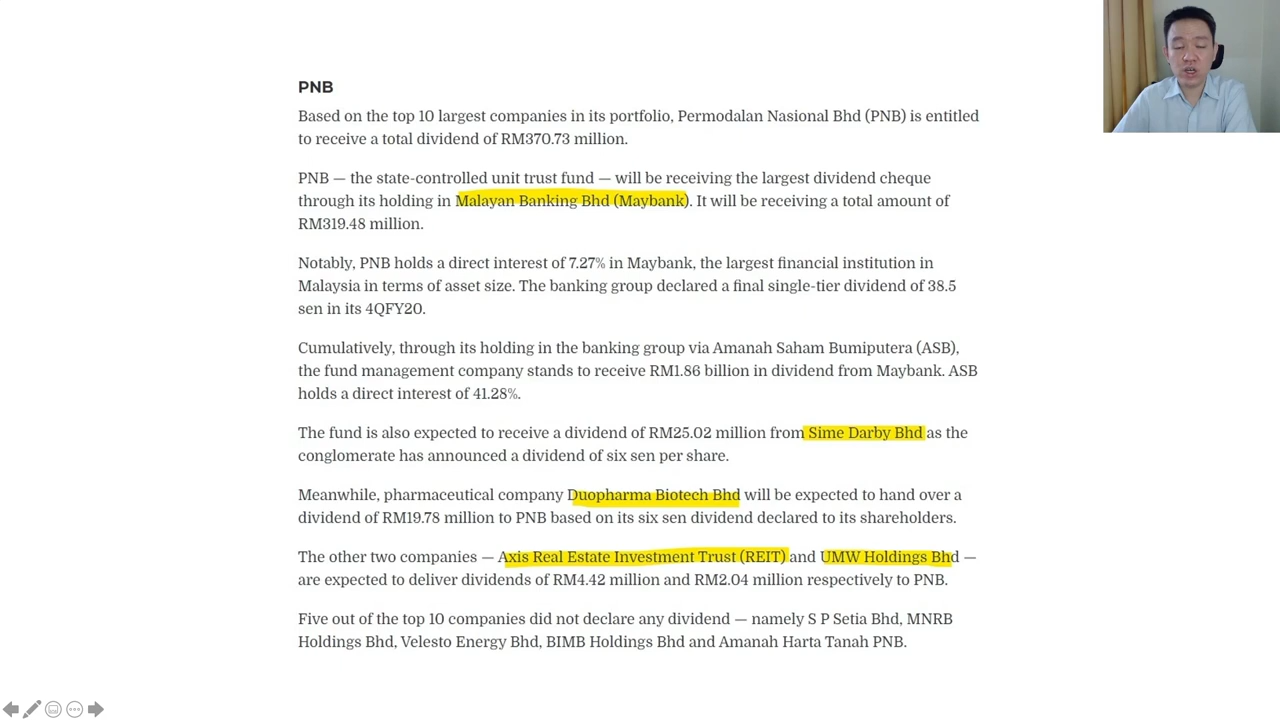 PNB
Based on the top 10 largest companies in its portfolio, Permodalan Nasional Bhd (PNB) is entitled
to receive a total dividend of RM370.73 million.
PNB — the state-controlled unit trust fund — will be receiving the largest dividend cheque
through its holding in Malayan Banking Bhd (Maybank). It will be receiving a total amount of
RM319.48 million.
Notably, PNB holds a direct interest of 7.27% in Maybank, the largest financial institution in
Malaysia in terms of asset size. The banking group declared a final single-tier dividend of 38.5
sen in its 4QFY20.
Cumulatively, through its holding in the banking group via Amanah Saham Bumiputera (ASB),
the fund management company stands to receive RM1.86 billion in dividend from Maybank. ASB
holds a direct interest of 41.28%.
The fund is also expected to receive a dividend of RM25.02 million from Sime Darby Bhd as the
conglomerate has announced a dividend of six sen per share.
Meanwhile, pharmaceutical company Duopharma Biotech Bhd will be expected to hand over a
dividend of RM19.78 million to PNB based on its six sen dividend declared to its shareholders.
The other two companies — Axis Real Estate Investment Trust (REIT) and UMW Holdings Bhd —
are expected to deliver dividends of RM4.42 million and RM2.04 million respectively to PNB.
Five out of the top 10 companies did not declare any dividend — namely S P Setia Bhd, MNRB
Holdings Bhd, Velesto Energy Bhd, BIMB Holdings Bhd and Amanah Harta Tanah PNB.